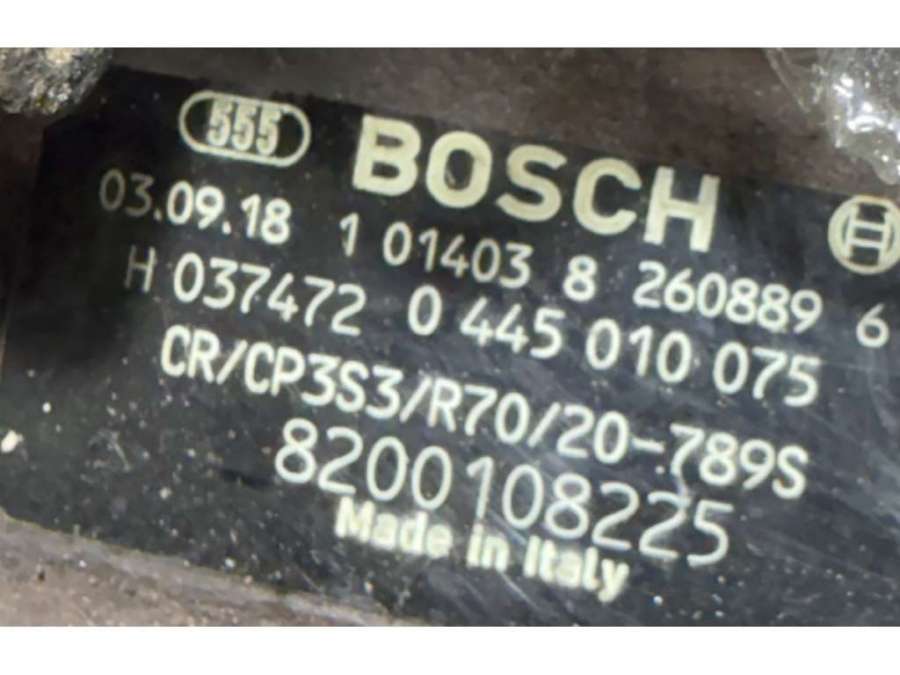 555 BOSCH
03.09.18 1 01403 8 260889 6
H 037472 0 445 010 075
CR/CP3S3/R70/20-789S
8200108225
Made in Italy